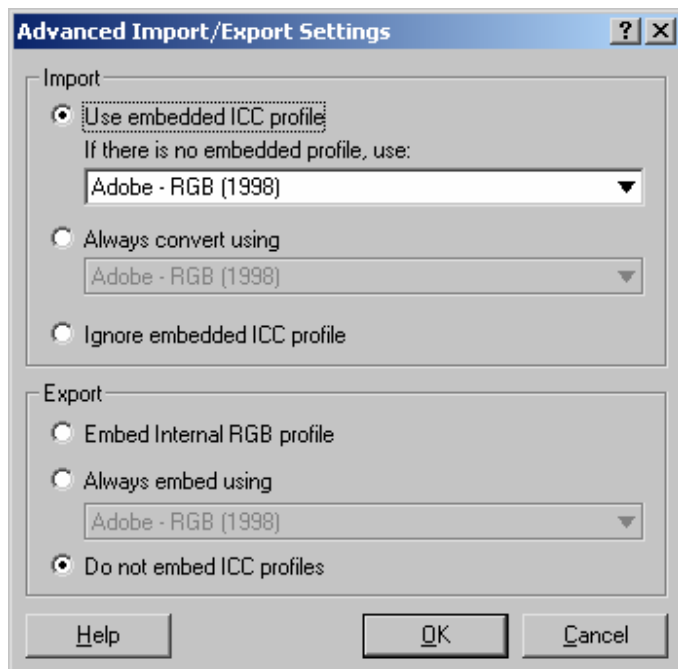 Advanced Import/Export Settings
Import
Use embedded ICC profile
If there is no embedded profile, use:
Adobe - RGB (1998)
Always convert using
Adobe - RGB (1998)
Ignore embedded ICC profile
Export
Embed Internal RGB profile
Always embed using
Adobe - RGB (1998)
Do not embed ICC profiles
Help OK Cancel